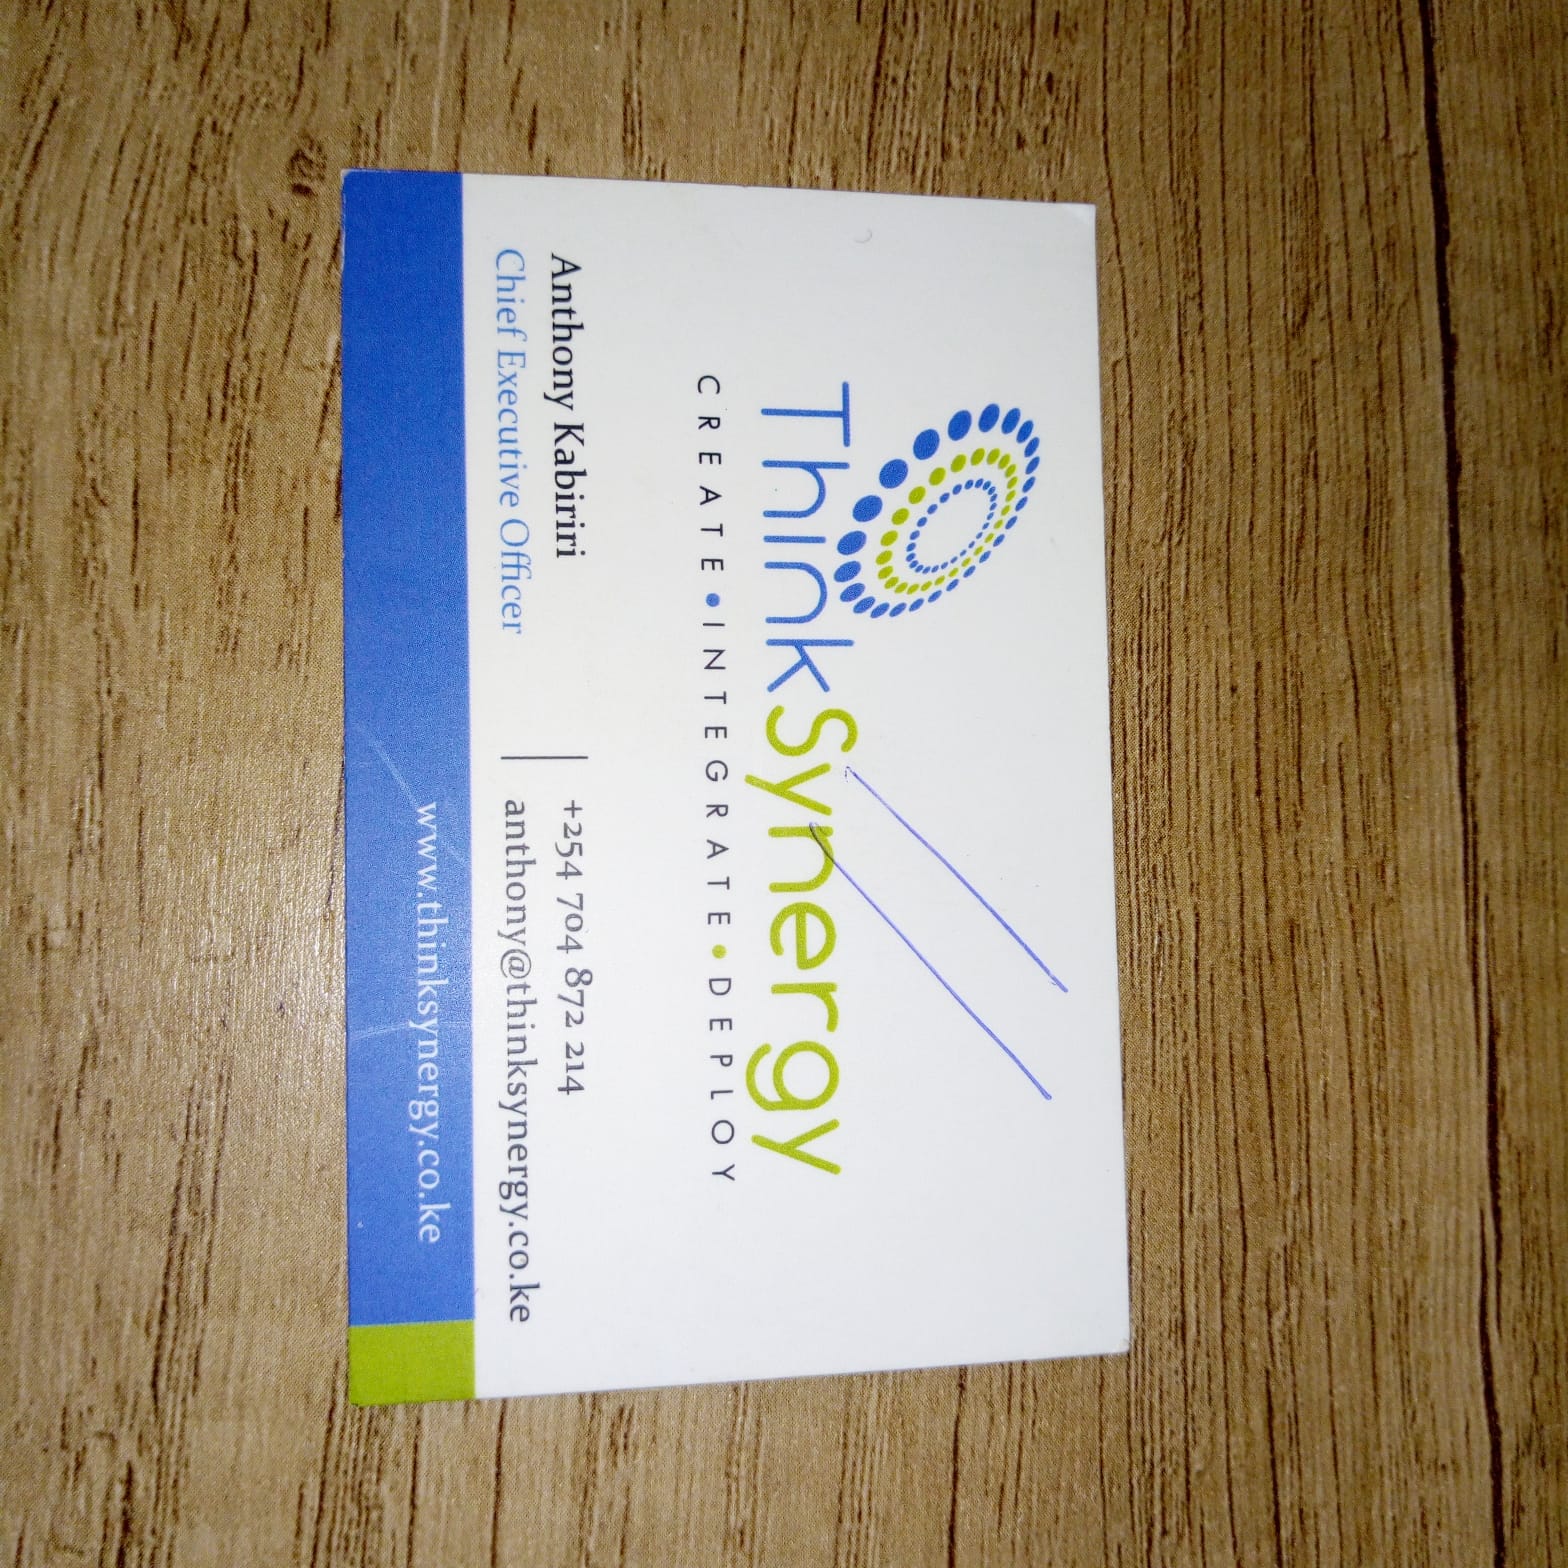 ThinkSynergy
CREATE • INTEGRATE • DEPLOY
Anthony Kabiriri
Chief Executive Officer
+254 704 872 214
anthony@thinksynergy.co.ke
www.thinksynergy.co.ke